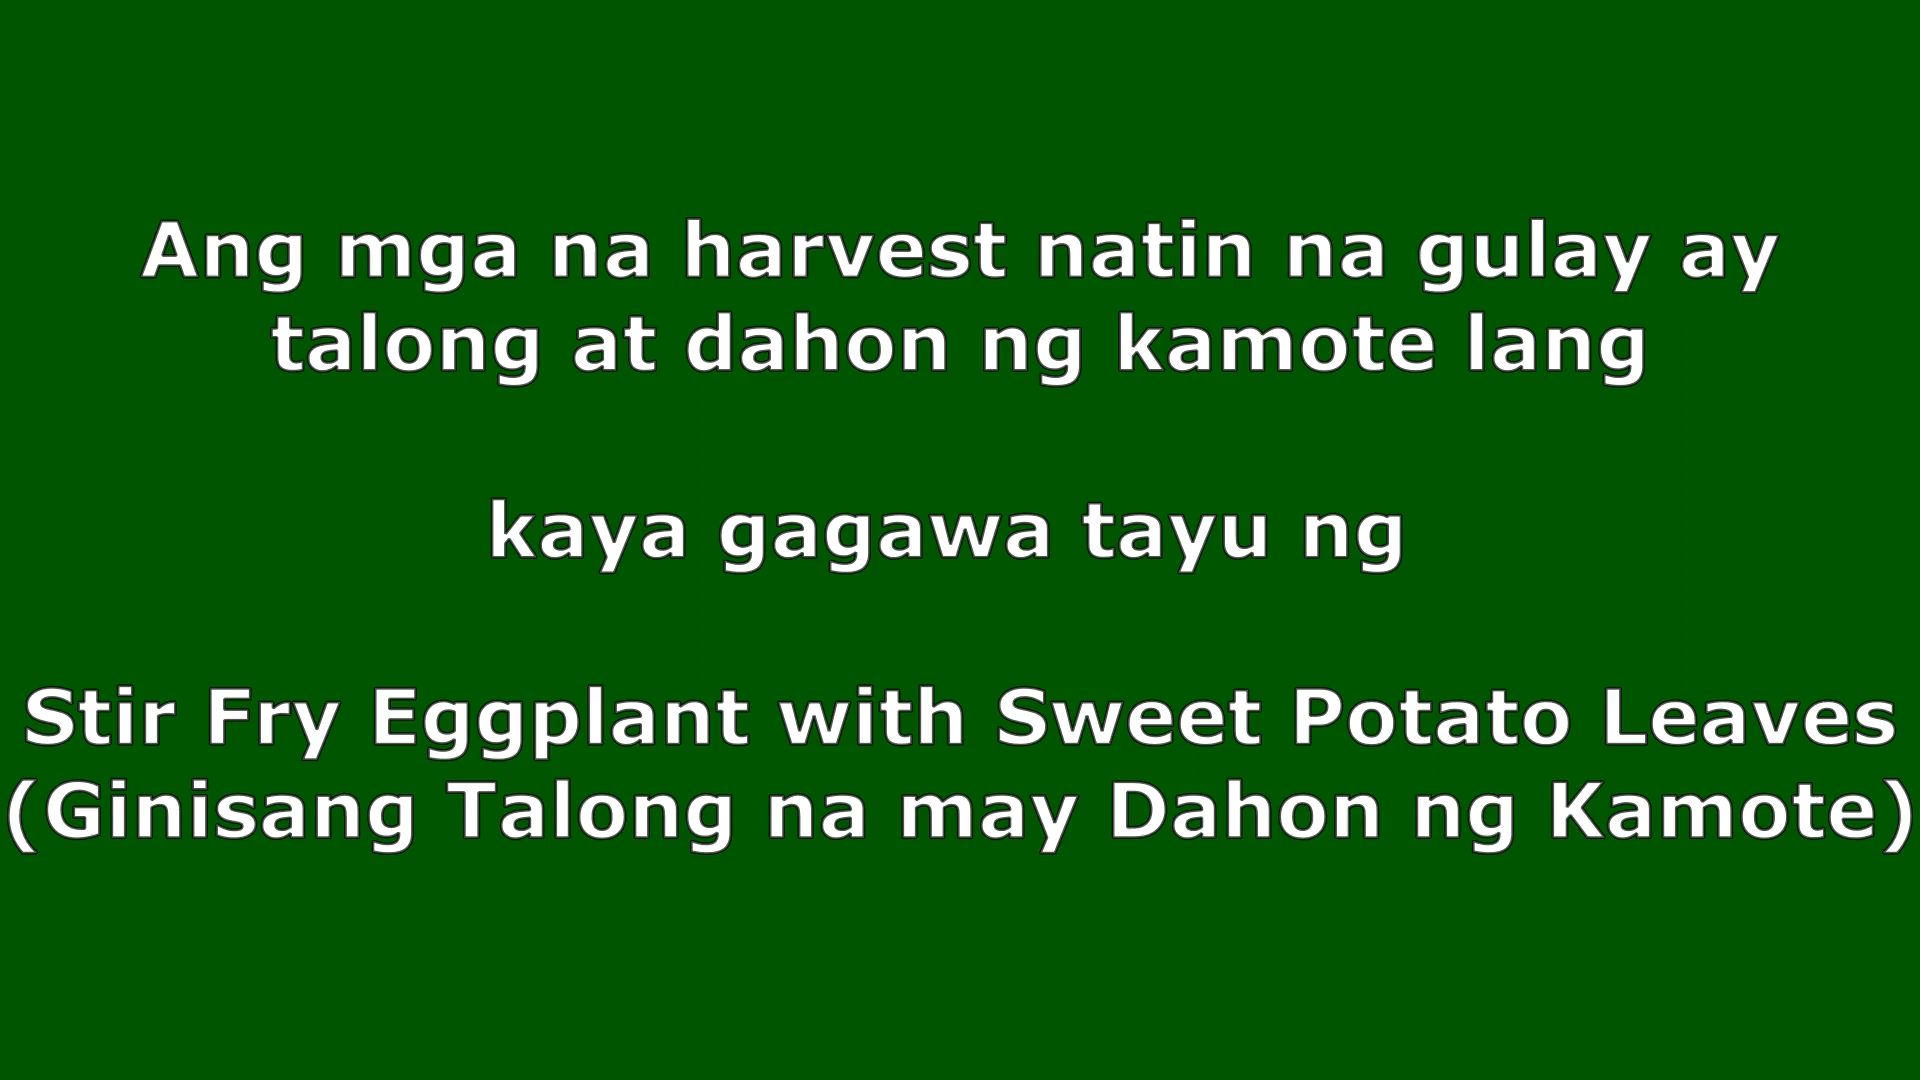 Ang mga na harvest natin na gulay ay
talong at dahon ng kamote lang
kaya gagawa tayu ng
Stir Fry Eggplant with Sweet Potato Leaves
(Ginisang Talong na may Dahon ng Kamote)